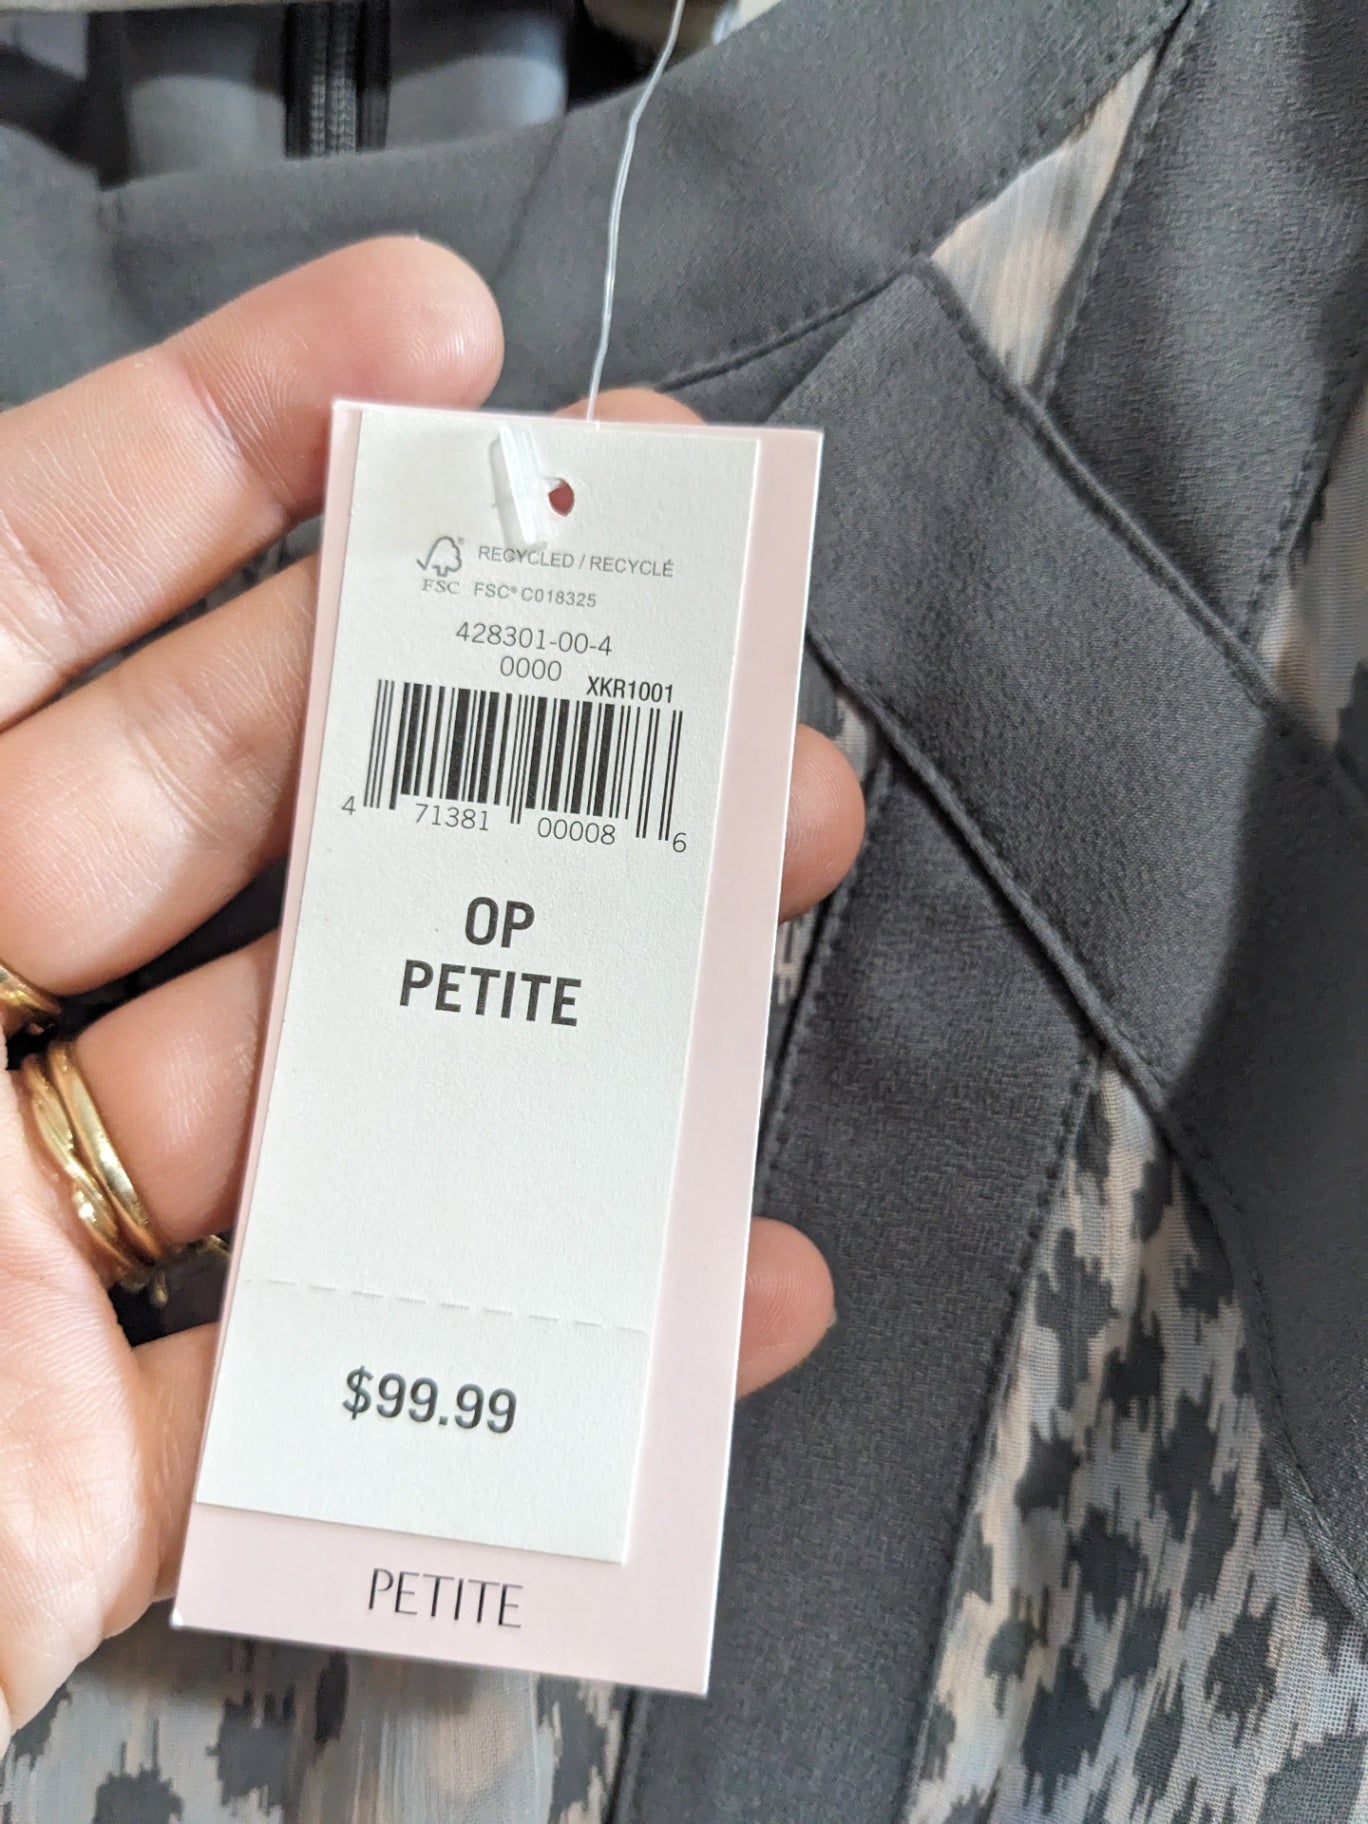 RECYCLED / RECYCLÉ
FSC FSC® C018325
428301-00-4
0000 XKR1001
4 71381 00008 6
OP
PETITE
$99.99
PETITE